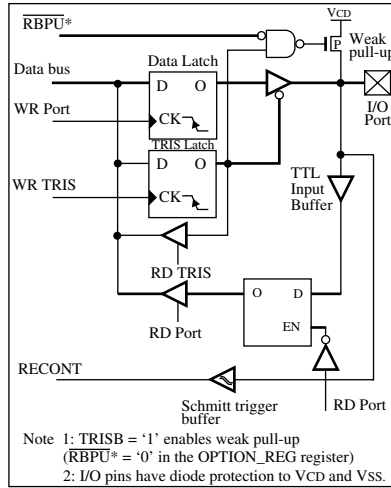 VCD
RBPU*
Weak
pull-up
P
Data Latch
Data bus
D
O
I/O
Port
WR Port
CK
TRIS Latch
D
O
TTL
Input
Buffer
WR TRIS
CK
RD TRIS
O
D
EN
RD Port
RECONT
Schmitt trigger
buffer
RD Port
Note 1: TRISB = ‘1’ enables weak pull-up
(RBPU* = ‘0’ in the OPTION_REG register)
2: I/O pins have diode protection to VCD and VSS.